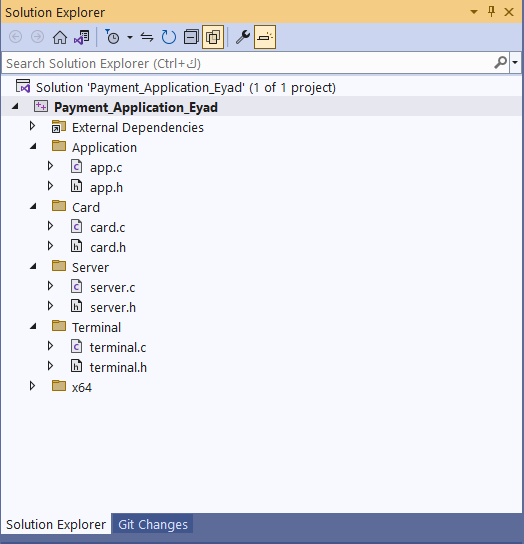 Solution Explorer
Search Solution Explorer (Ctrl+ك)
Solution 'Payment_Application_Eyad' (1 of 1 project)
Payment_Application_Eyad
External Dependencies
Application
app.c
app.h
Card
card.c
card.h
Server
server.c
server.h
Terminal
terminal.c
terminal.h
x64
Solution Explorer Git Changes